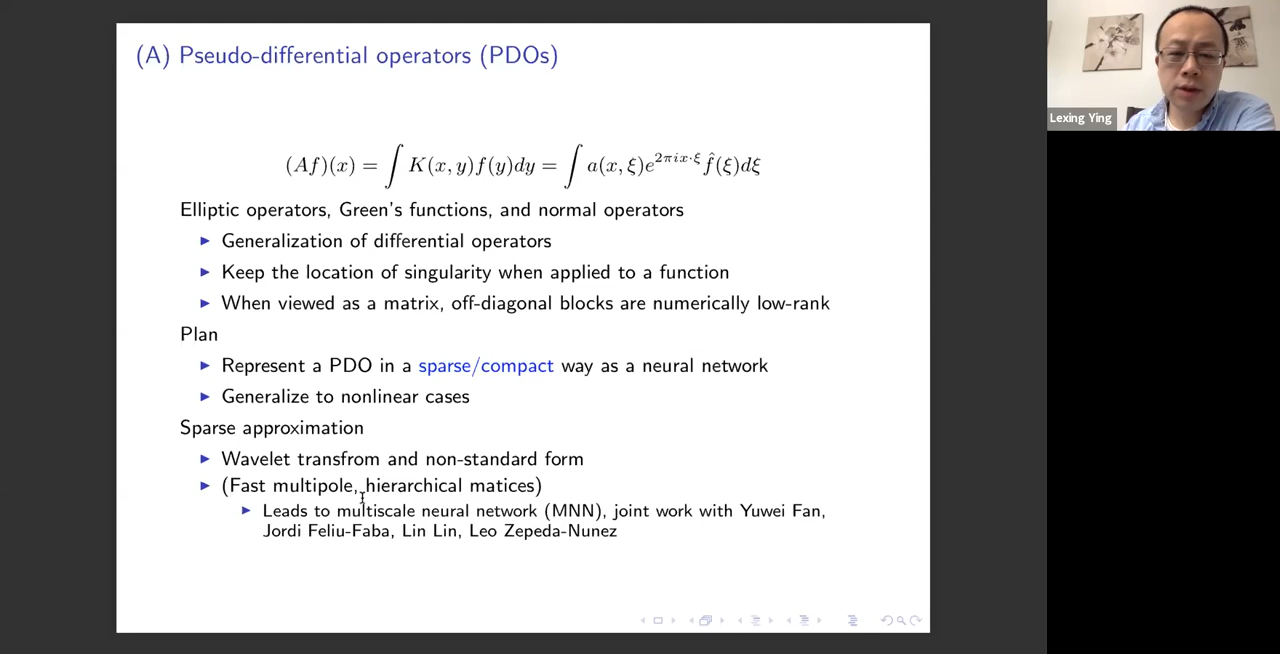 (A) Pseudo-differential operators (PDOs)
Lexing Ying
(Af)(x) = ∫ K(x, y)f(y)dy = ∫ a(x, ξ)e^{2πix·ξ} f̂(ξ)dξ
Elliptic operators, Green's functions, and normal operators
▶ Generalization of differential operators
▶ Keep the location of singularity when applied to a function
▶ When viewed as a matrix, off-diagonal blocks are numerically low-rank
Plan
▶ Represent a PDO in a sparse/compact way as a neural network
▶ Generalize to nonlinear cases
Sparse approximation
▶ Wavelet transfrom and non-standard form
▶ (Fast multipole, hierarchical matices)
▶ Leads to multiscale neural network (MNN), joint work with Yuwei Fan,
Jordi Feliu-Faba, Lin Lin, Leo Zepeda-Nunez